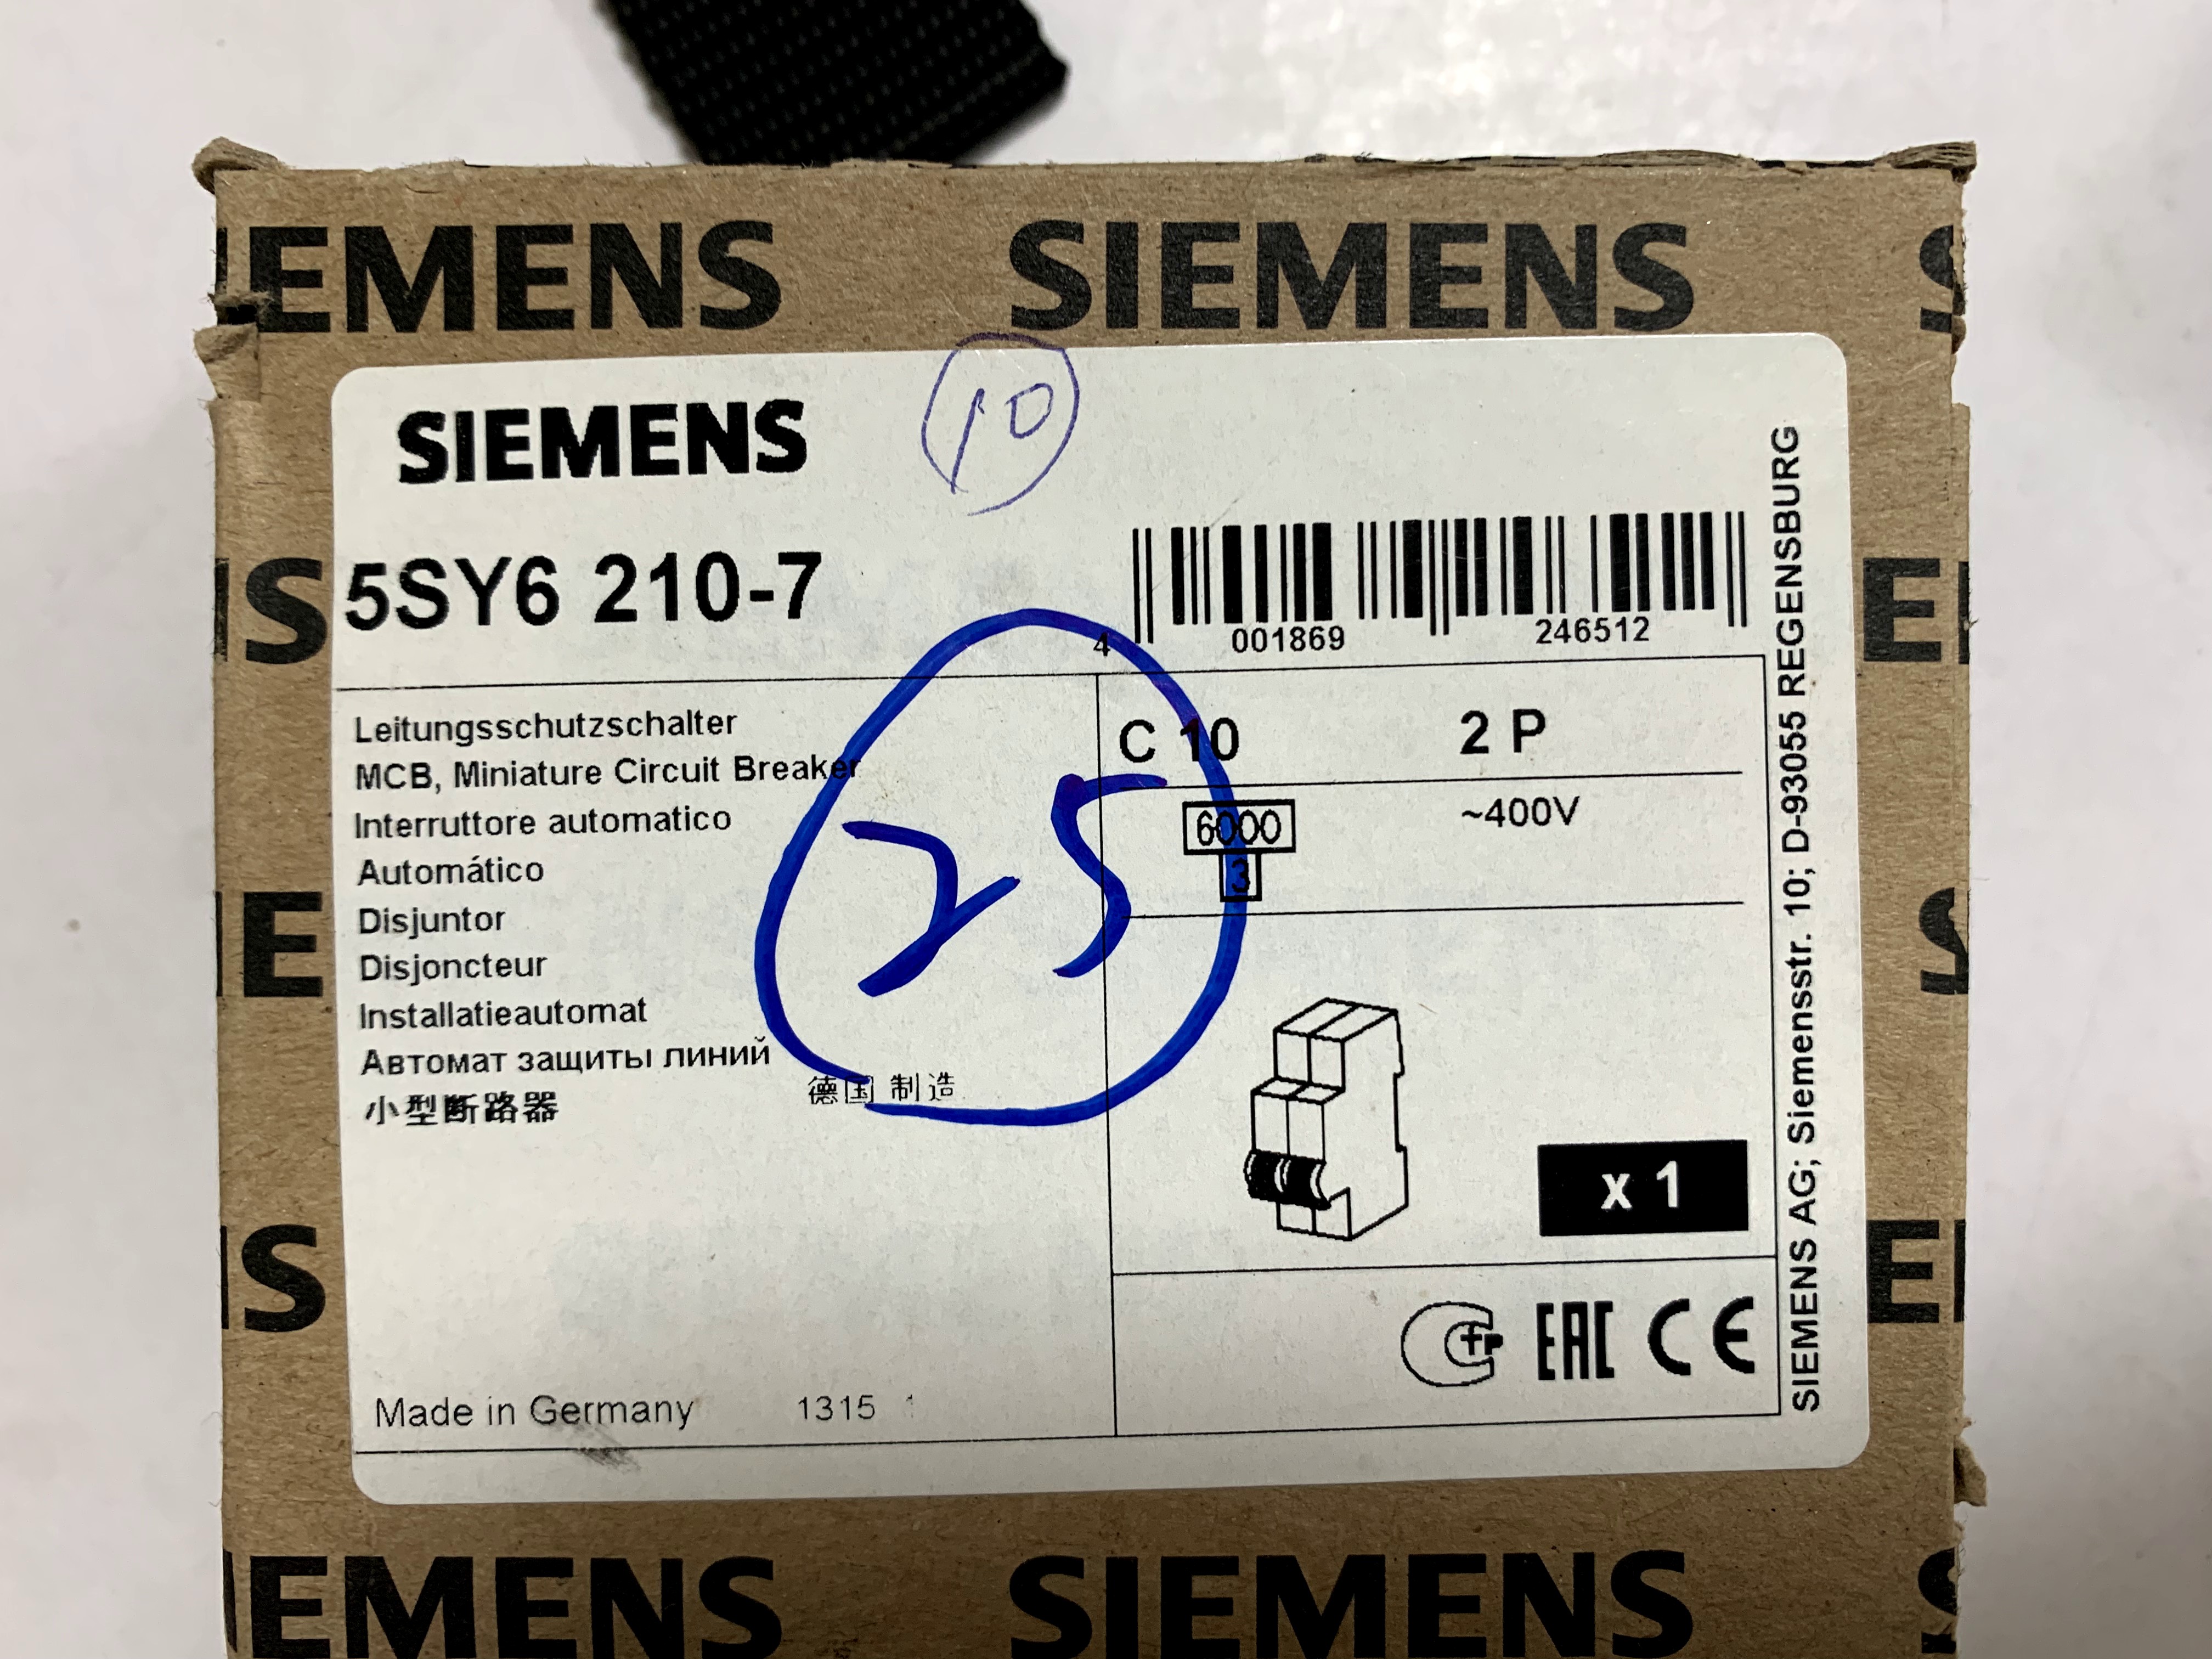 SIEMENS SIEMENS
10
SIEMENS
5SY6 210-7
4 001869 246512
Leitungsschutzschalter
MCB, Miniature Circuit Breaker
Interruttore automatico
Automático
Disjuntor
Disjoncteur
Installatieautomat
Автомат защиты линий
小型断路器
德国 制造
25
C 10 2 P
6000 ~400V
3
x 1
EAC CE
Made in Germany 1315 1
SIEMENS AG; Siemensstr. 10; D-93055 REGENSBURG
SIEMENS SIEMENS